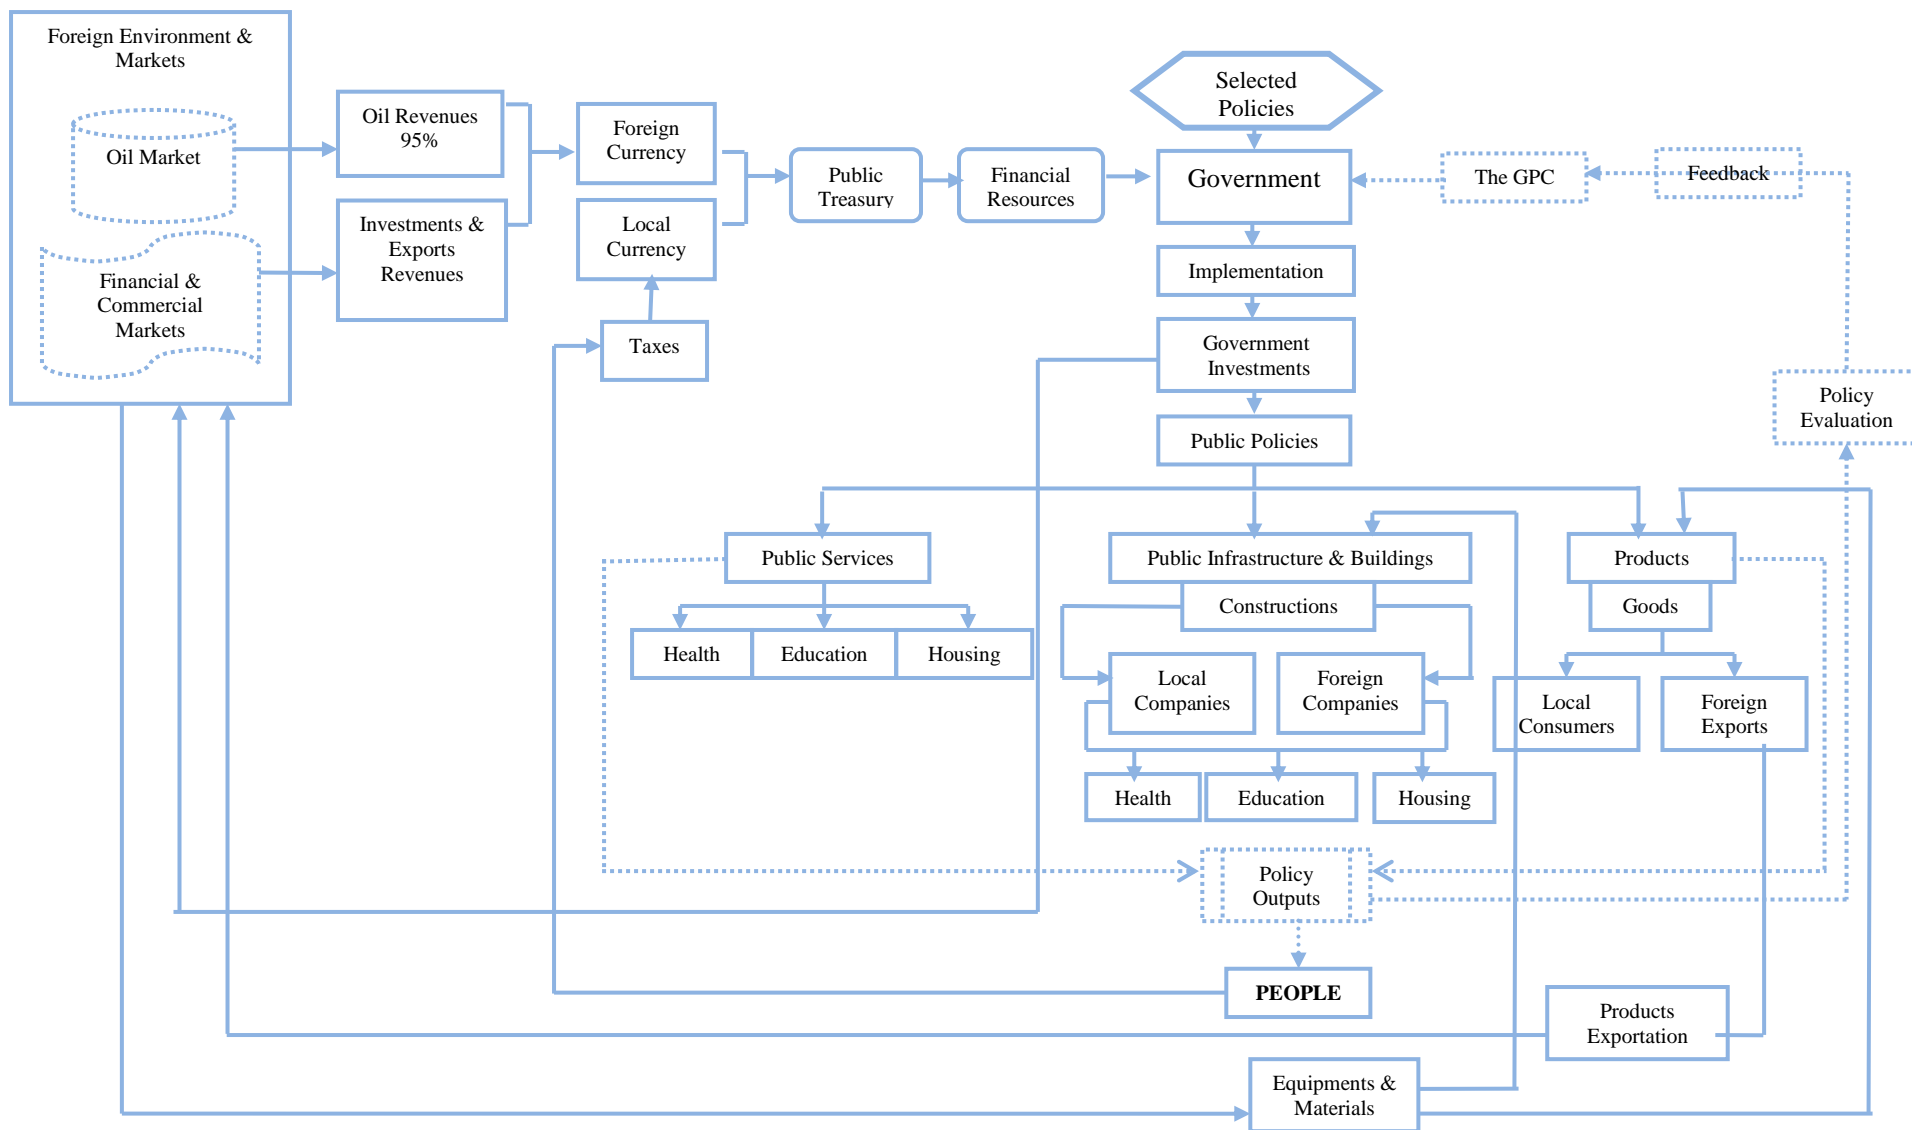 Foreign Environment &
Markets
Oil Market
Financial &
Commercial
Markets
Oil Revenues
95%
Investments &
Exports
Revenues
Foreign
Currency
Local
Currency
Taxes
Public
Treasury
Financial
Resources
Selected
Policies
Government
The GPC
Feedback
Implementation
Government
Investments
Public Policies
Policy
Evaluation
Public Services
Health
Education
Housing
Public Infrastructure & Buildings
Constructions
Local
Companies
Foreign
Companies
Health
Education
Housing
Products
Goods
Local
Consumers
Foreign
Exports
Policy
Outputs
PEOPLE
Products
Exportation
Equipments &
Materials